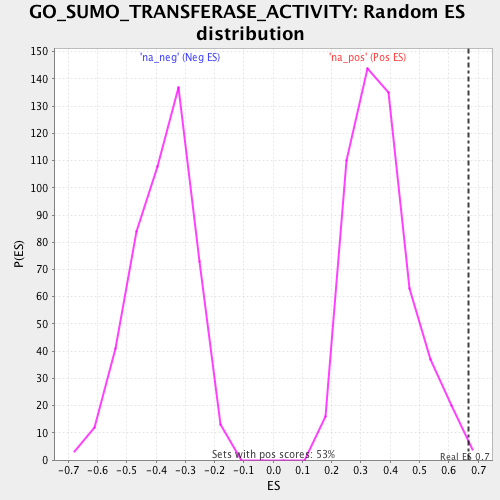 GO_SUMO_TRANSFERASE_ACTIVITY: Random ES
distribution
'na_neg' (Neg ES)
'na_pos' (Pos ES)
P(ES)
150
140
130
120
110
100
90
80
70
60
50
40
30
20
10
0
Sets with pos scores: 53%
Real ES 0.7
-0.7 -0.6 -0.5 -0.4 -0.3 -0.2 -0.1 0.0 0.1 0.2 0.3 0.4 0.5 0.6 0.7
ES